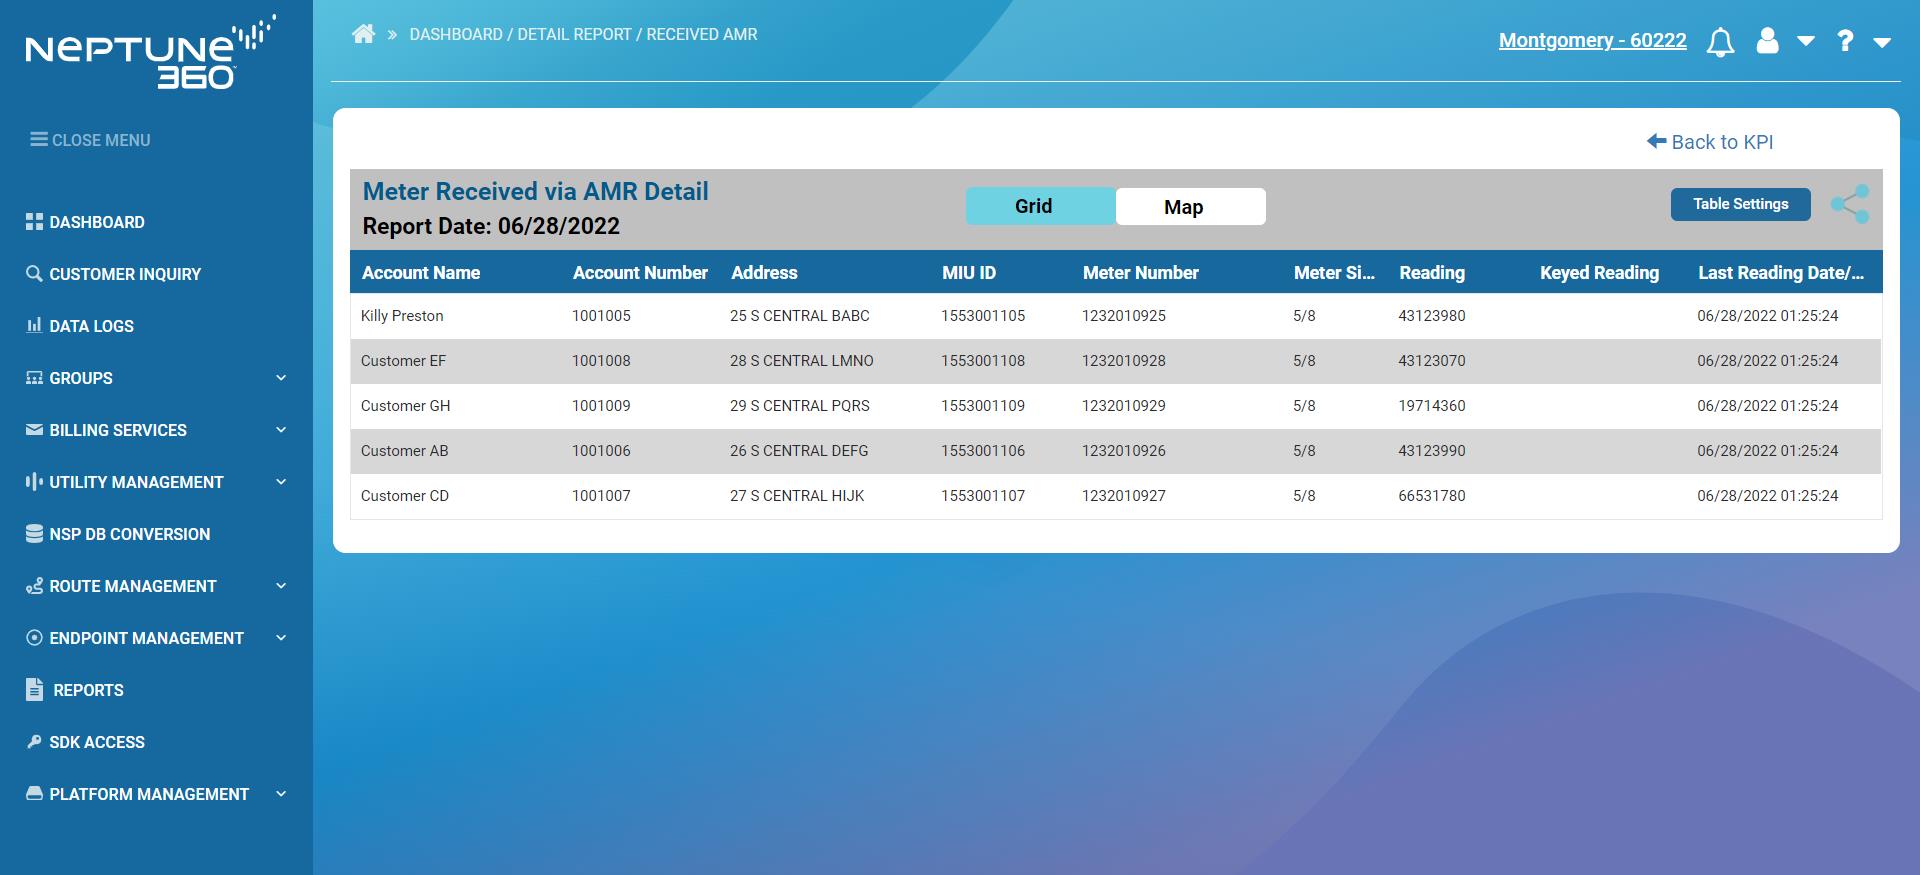 NEPTUNE
360
DASHBOARD / DETAIL REPORT / RECEIVED AMR
Montgomery - 60222
?
CLOSE MENU
DASHBOARD
CUSTOMER INQUIRY
DATA LOGS
GROUPS
BILLING SERVICES
UTILITY MANAGEMENT
NSP DB CONVERSION
ROUTE MANAGEMENT
ENDPOINT MANAGEMENT
REPORTS
SDK ACCESS
PLATFORM MANAGEMENT
Back to KPI
Meter Received via AMR Detail
Report Date: 06/28/2022
Grid
Map
Table Settings
Account Name Account Number Address MIU ID Meter Number Meter Si... Reading Keyed Reading Last Reading Date/...
Killy Preston 1001005 25 S CENTRAL BABC 1553001105 1232010925 5/8 43123980 06/28/2022 01:25:24
Customer EF 1001008 28 S CENTRAL LMNO 1553001108 1232010928 5/8 43123070 06/28/2022 01:25:24
Customer GH 1001009 29 S CENTRAL PQRS 1553001109 1232010929 5/8 19714360 06/28/2022 01:25:24
Customer AB 1001006 26 S CENTRAL DEFG 1553001106 1232010926 5/8 43123990 06/28/2022 01:25:24
Customer CD 1001007 27 S CENTRAL HIJK 1553001107 1232010927 5/8 66531780 06/28/2022 01:25:24